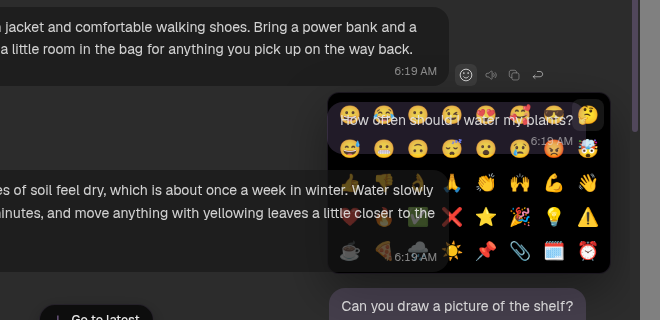 jacket and comfortable walking shoes. Bring a power bank and a
a little room in the bag for anything you pick up on the way back.
6:19 AM
How often should I water my plants?
6:19 AM
es of soil feel dry, which is about once a week in winter. Water slowly
inutes, and move anything with yellowing leaves a little closer to the
6:19 AM
Go to latest
Can you draw a picture of the shelf?